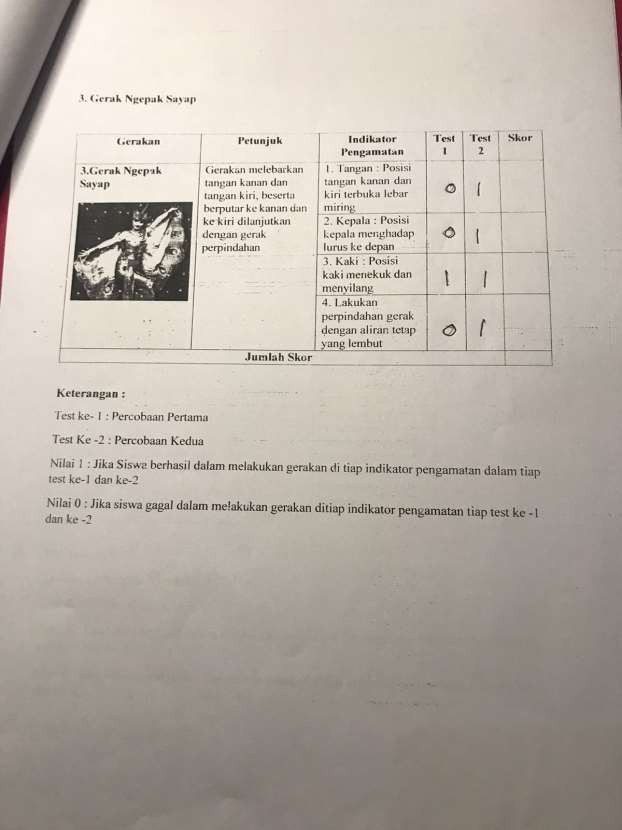 3. Gerak Ngepak Sayap
Gerakan Petunjuk Indikator Pengamatan Test 1 Test 2 Skor
3.Gerak Ngepak
Sayap
Gerakan melebarkan
tangan kanan dan
tangan kiri, beserta
berputar ke kanan dan
ke kiri dilanjutkan
dengan gerak
perpindahan
1. Tangan : Posisi
tangan kanan dan
kiri terbuka lebar
miring
0 1
2. Kepala : Posisi
kepala menghadap
lurus ke depan
0 1
3. Kaki : Posisi
kaki menekuk dan
menyilang
1 1
4. Lakukan
perpindahan gerak
dengan aliran tetap
yang lembut
0 1
Jumlah Skor
Keterangan :
Test ke- 1 : Percobaan Pertama
Test Ke -2 : Percobaan Kedua
Nilai 1 : Jika Siswa berhasil dalam melakukan gerakan di tiap indikator pengamatan dalam tiap
test ke-1 dan ke-2
Nilai 0 : Jika siswa gagal dalam melakukan gerakan ditiap indikator pengamatan tiap test ke -1
dan ke -2